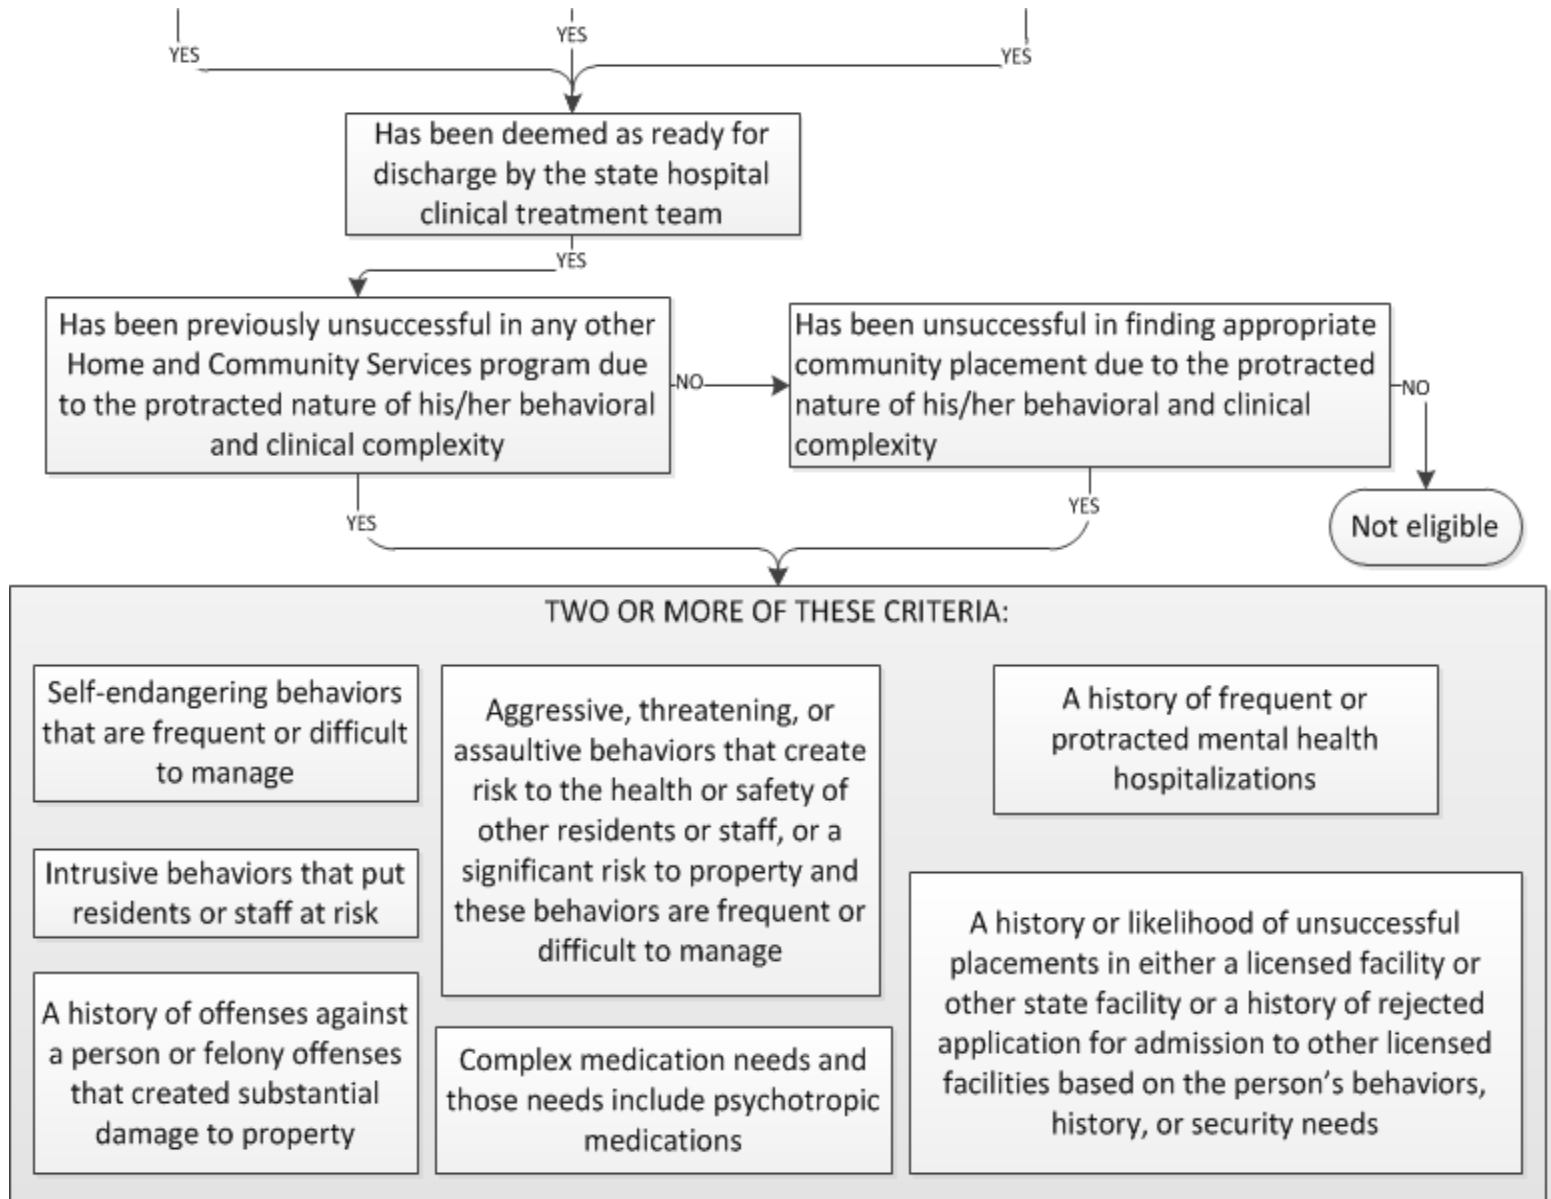 YES
YES
YES
Has been deemed as ready for
discharge by the state hospital
clinical treatment team
YES
Has been previously unsuccessful in any other
Home and Community Services program due
to the protracted nature of his/her behavioral
and clinical complexity
NO
Has been unsuccessful in finding appropriate
community placement due to the protracted
nature of his/her behavioral and clinical
complexity
NO
YES
YES
Not eligible
TWO OR MORE OF THESE CRITERIA:
Self-endangering behaviors
that are frequent or difficult
to manage
Intrusive behaviors that put
residents or staff at risk
A history of offenses against
a person or felony offenses
that created substantial
damage to property
Aggressive, threatening, or
assaultive behaviors that create
risk to the health or safety of
other residents or staff, or a
significant risk to property and
these behaviors are frequent or
difficult to manage
Complex medication needs and
those needs include psychotropic
medications
A history of frequent or
protracted mental health
hospitalizations
A history or likelihood of unsuccessful
placements in either a licensed facility or
other state facility or a history of rejected
application for admission to other licensed
facilities based on the person's behaviors,
history, or security needs